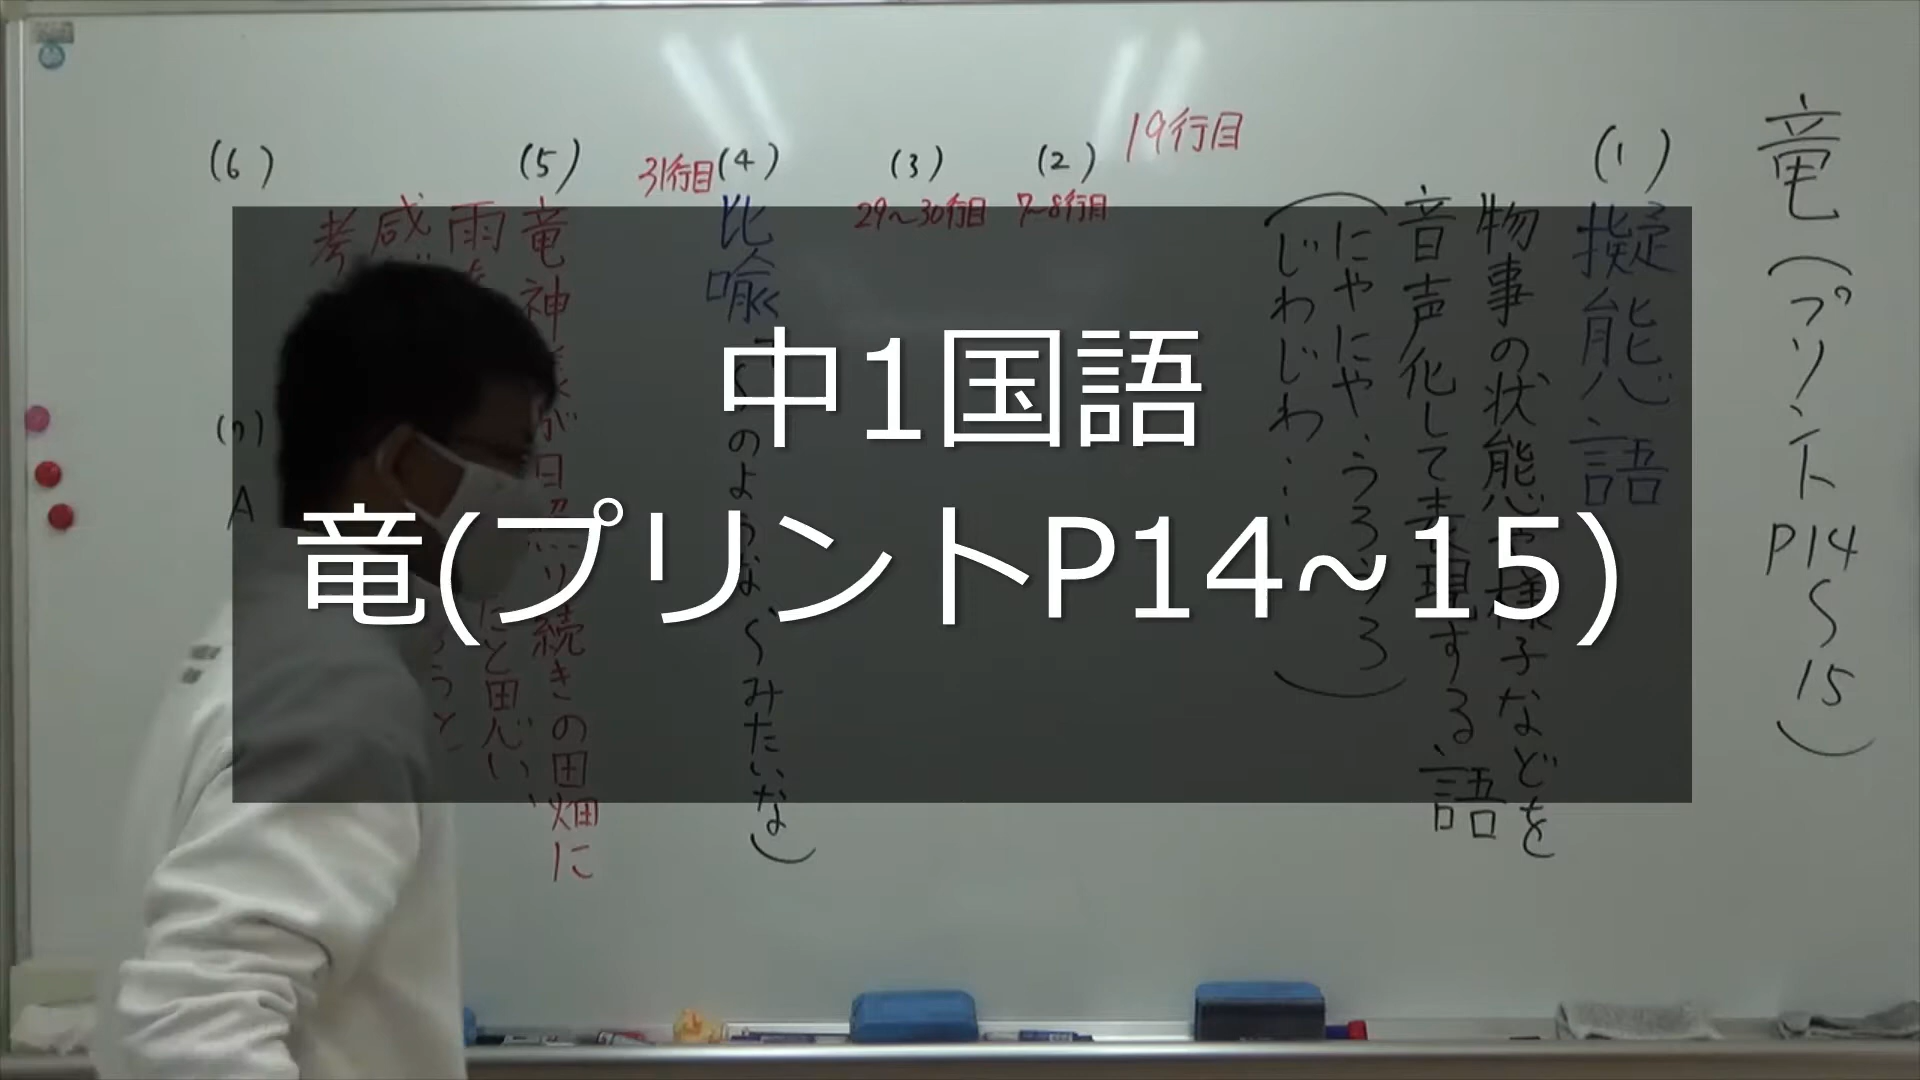 中1国語
竜(プリントP14~15)
竜(プリントP14〜15)
(1) 擬態語
物事の状態や様子などを
音声化して表現する語
(にやにや、うろうろ
じわじわ…)
19行目
(2) 7〜8行目
(3) 29〜30行目
(4) 比喩
のような、〜みたいな)
31行目
(5) 竜神様が日照り続きの田畑に
雨
と思い、
感
考
(6)
(7)
A